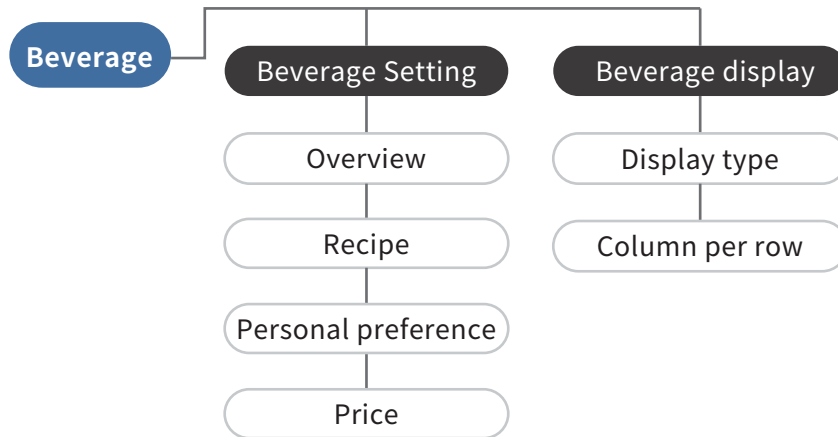 Beverage
Beverage Setting
Overview
Recipe
Personal preference
Price
Beverage display
Display type
Column per row